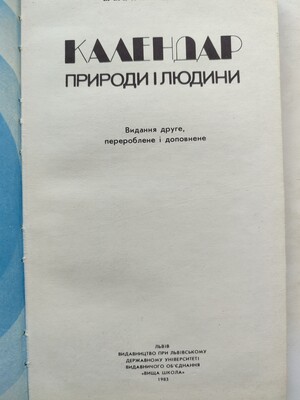 КАЛЕНДАР
ПРИРОДИ І ЛЮДИНИ
Видання друге,
перероблене і доповнене
ЛЬВІВ
ВИДАВНИЦТВО ПРИ ЛЬВІВСЬКОМУ
ДЕРЖАВНОМУ УНІВЕРСИТЕТІ
ВИДАВНИЧОГО ОБ'ЄДНАННЯ
«ВИЩА ШКОЛА»